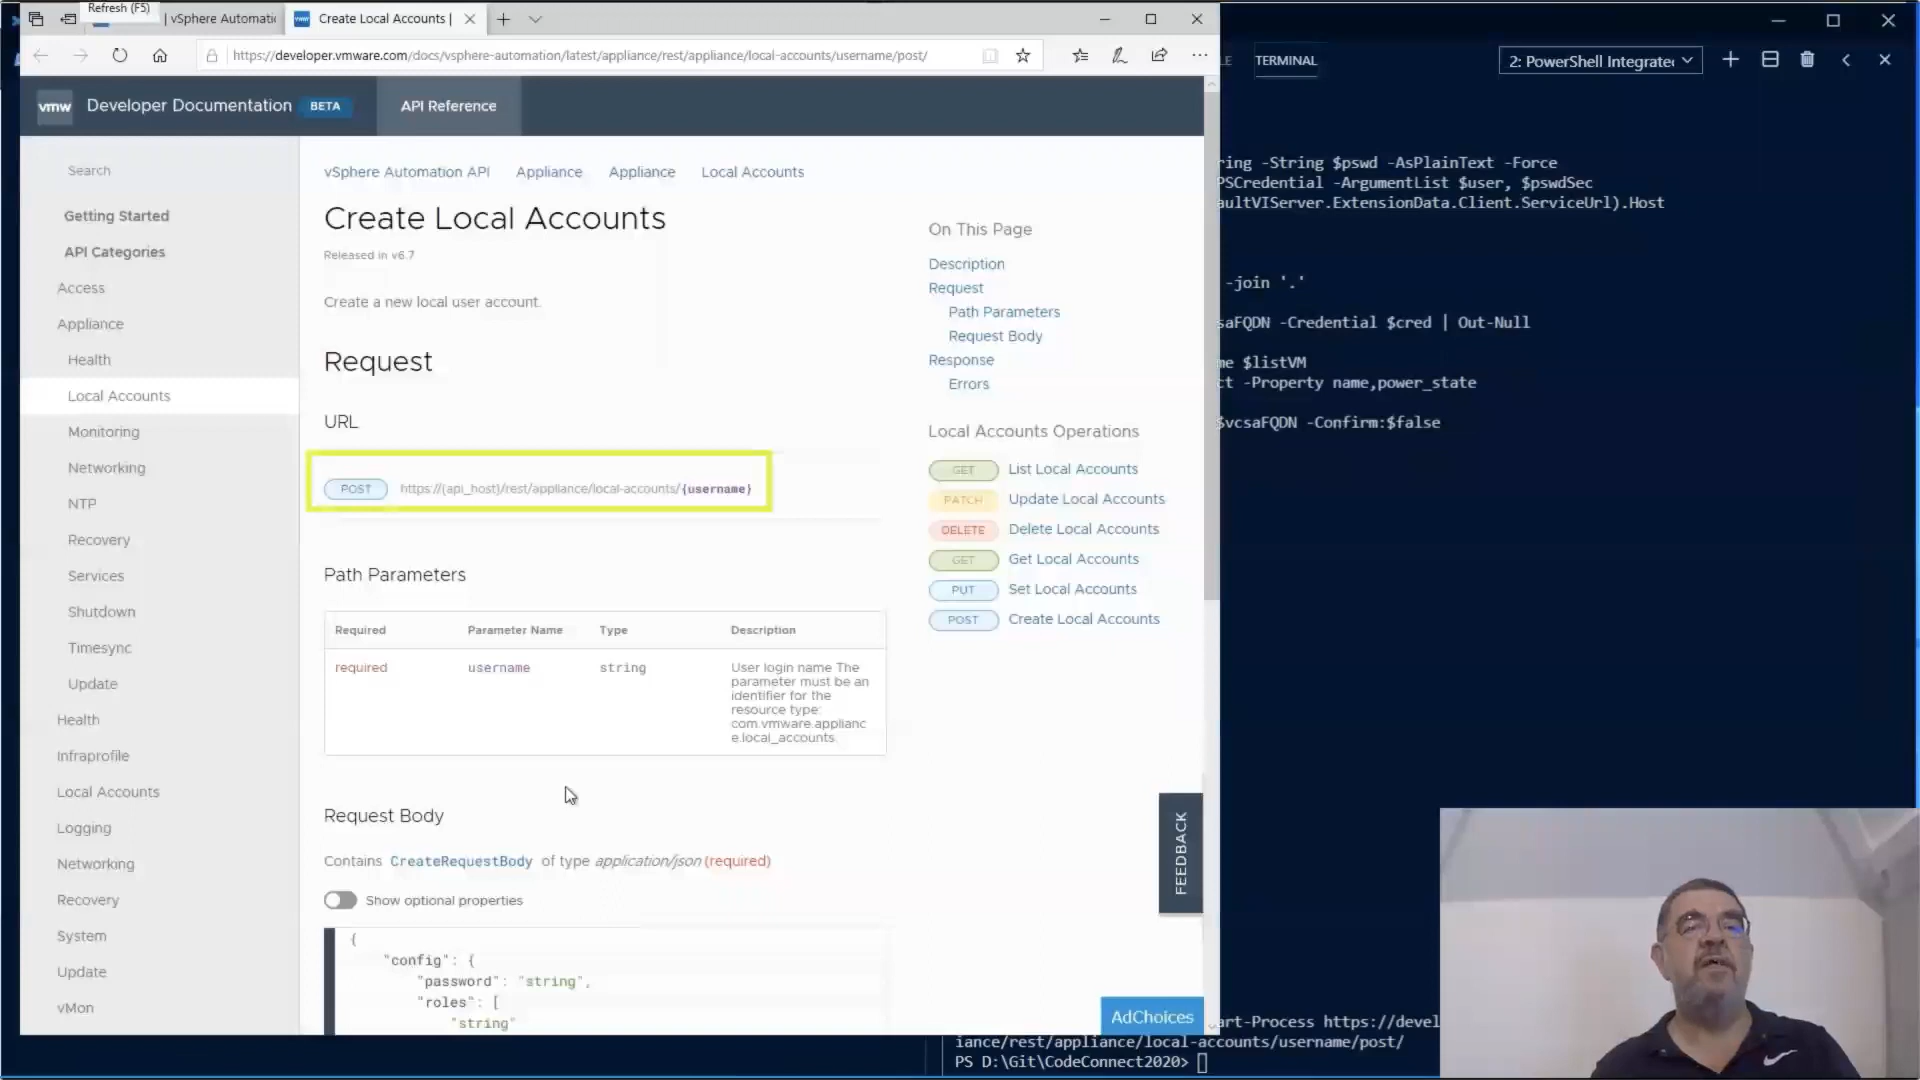 Refresh (F5)
| vSphere Automatic
Create Local Accounts |
https://developer.vmware.com/docs/vsphere-automation/latest/appliance/rest/appliance/local-accounts/username/post/
vmw
Developer Documentation
BETA
API Reference
Search
Getting Started
API Categories
Access
Appliance
Health
Local Accounts
Monitoring
Networking
NTP
Recovery
Services
Shutdown
Timesync
Update
Health
Infraprofile
Local Accounts
Logging
Networking
Recovery
System
Update
vMon
vSphere Automation API
Appliance
Appliance
Local Accounts
Create Local Accounts
Released in v6.7
Create a new local user account.
Request
URL
POST https://{api_host}/rest/appliance/local-accounts/{username}
Path Parameters
Required Parameter Name Type Description
required username string User login name The
parameter must be an
identifier for the
resource type:
com.vmware.applianc
e.local_accounts.
Request Body
Contains CreateRequestBody of type application/json (required)
Show optional properties
{
"config": {
"password": "string",
"roles": [
"string"
On This Page
Description
Request
Path Parameters
Request Body
Response
Errors
Local Accounts Operations
GET List Local Accounts
PATCH Update Local Accounts
DELETE Delete Local Accounts
GET Get Local Accounts
PUT Set Local Accounts
POST Create Local Accounts
FEEDBACK
AdChoices
LE
TERMINAL
2: PowerShell Integrate
ring -String $pswd -AsPlainText -Force
PSCredential -ArgumentList $user, $pswdSec
aultVIServer.ExtensionData.Client.ServiceUrl).Host
-join '.'
saFQDN -Credential $cred | Out-Null
me $listVM
ct -Property name,power_state
$vcsaFQDN -Confirm:$false
art-Process https://devel
iance/rest/appliance/local-accounts/username/post/
PS D:\Git\CodeConnect2020>